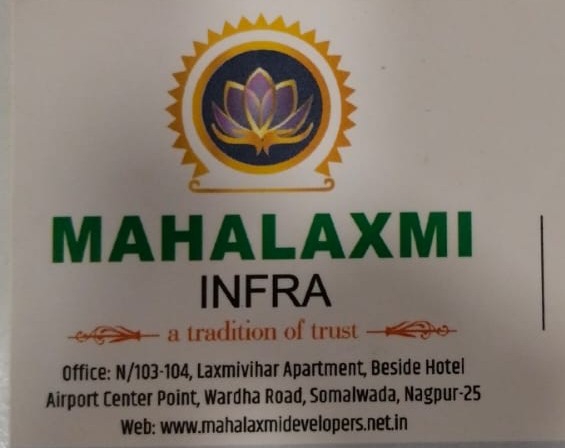 MAHALAXMI
INFRA
a tradition of trust
Office: N/103-104, Laxmivihar Apartment, Beside Hotel
Airport Center Point, Wardha Road, Somalwada, Nagpur-25
Web: www.mahalaxmidevelopers.net.in